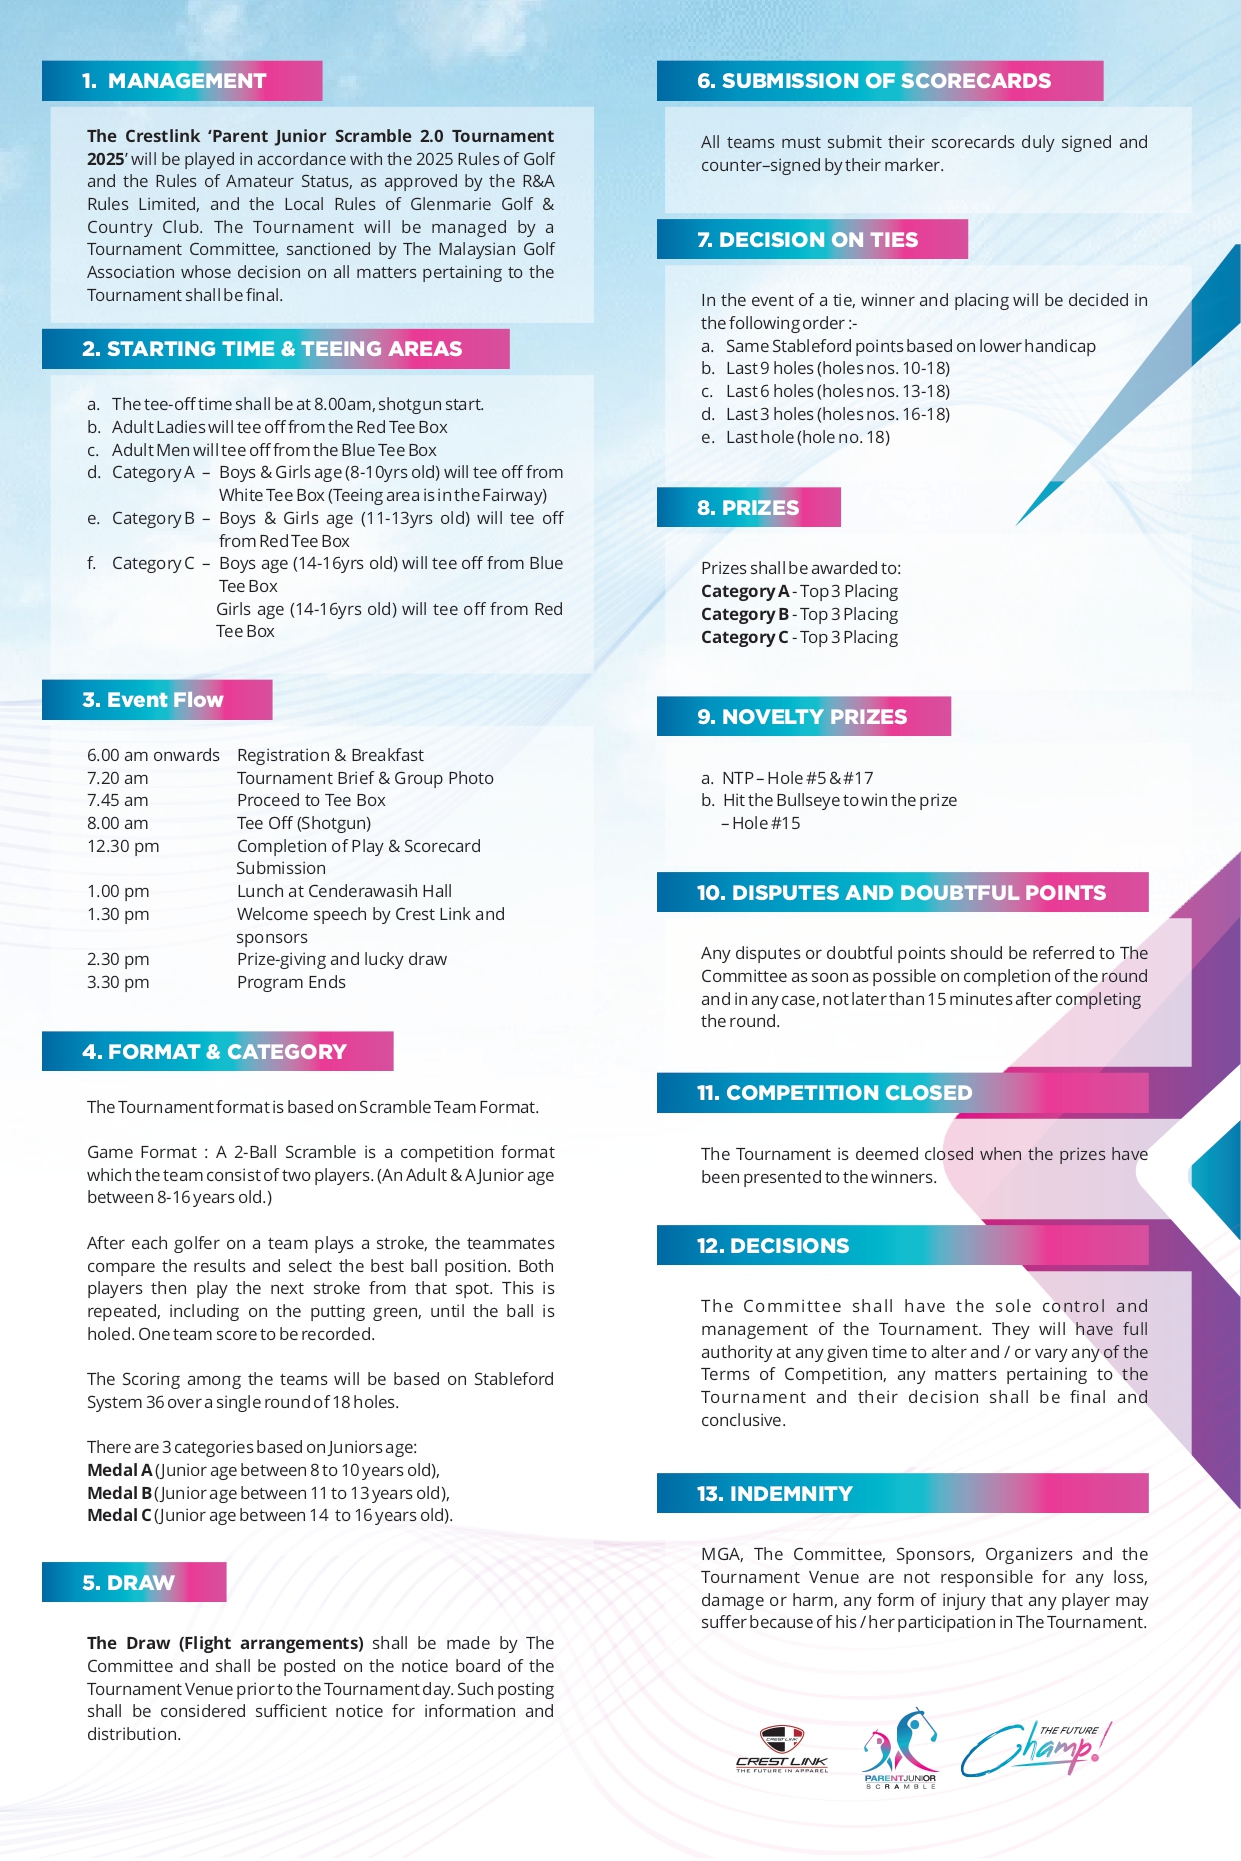 1. MANAGEMENT
The Crestlink ‘Parent Junior Scramble 2.0 Tournament
2025’ will be played in accordance with the 2025 Rules of Golf
and the Rules of Amateur Status, as approved by the R&A
Rules Limited, and the Local Rules of Glenmarie Golf &
Country Club. The Tournament will be managed by a
Tournament Committee, sanctioned by The Malaysian Golf
Association whose decision on all matters pertaining to the
Tournament shall be final.
2. STARTING TIME & TEEING AREAS
a. The tee-off time shall be at 8.00am, shotgun start.
b. Adult Ladies will tee off from the Red Tee Box
c. Adult Men will tee off from the Blue Tee Box
d. Category A – Boys & Girls age (8-10yrs old) will tee off from
White Tee Box (Teeing area is in the Fairway)
e. Category B – Boys & Girls age (11-13yrs old) will tee off
from Red Tee Box
f. Category C – Boys age (14-16yrs old) will tee off from Blue
Tee Box
Girls age (14-16yrs old) will tee off from Red
Tee Box
3. Event Flow
6.00 am onwards Registration & Breakfast
7.20 am Tournament Brief & Group Photo
7.45 am Proceed to Tee Box
8.00 am Tee Off (Shotgun)
12.30 pm Completion of Play & Scorecard
Submission
1.00 pm Lunch at Cenderawasih Hall
1.30 pm Welcome speech by Crest Link and
sponsors
2.30 pm Prize-giving and lucky draw
3.30 pm Program Ends
4. FORMAT & CATEGORY
The Tournament format is based on Scramble Team Format.
Game Format : A 2-Ball Scramble is a competition format
which the team consist of two players. (An Adult & A Junior age
between 8-16 years old.)
After each golfer on a team plays a stroke, the teammates
compare the results and select the best ball position. Both
players then play the next stroke from that spot. This is
repeated, including on the putting green, until the ball is
holed. One team score to be recorded.
The Scoring among the teams will be based on Stableford
System 36 over a single round of 18 holes.
There are 3 categories based on Juniors age:
Medal A (Junior age between 8 to 10 years old),
Medal B (Junior age between 11 to 13 years old),
Medal C (Junior age between 14 to 16 years old).
5. DRAW
The Draw (Flight arrangements) shall be made by The
Committee and shall be posted on the notice board of the
Tournament Venue prior to the Tournament day. Such posting
shall be considered sufficient notice for information and
distribution.
6. SUBMISSION OF SCORECARDS
All teams must submit their scorecards duly signed and
counter–signed by their marker.
7. DECISION ON TIES
In the event of a tie, winner and placing will be decided in
the following order :-
a. Same Stableford points based on lower handicap
b. Last 9 holes (holes nos. 10-18)
c. Last 6 holes (holes nos. 13-18)
d. Last 3 holes (holes nos. 16-18)
e. Last hole (hole no. 18)
8. PRIZES
Prizes shall be awarded to:
Category A - Top 3 Placing
Category B - Top 3 Placing
Category C - Top 3 Placing
9. NOVELTY PRIZES
a. NTP – Hole #5 & #17
b. Hit the Bullseye to win the prize
– Hole #15
10. DISPUTES AND DOUBTFUL POINTS
Any disputes or doubtful points should be referred to The
Committee as soon as possible on completion of the round
and in any case, not later than 15 minutes after completing
the round.
11. COMPETITION CLOSED
The Tournament is deemed closed when the prizes have
been presented to the winners.
12. DECISIONS
The Committee shall have the sole control and
management of the Tournament. They will have full
authority at any given time to alter and / or vary any of the
Terms of Competition, any matters pertaining to the
Tournament and their decision shall be final and
conclusive.
13. INDEMNITY
MGA, The Committee, Sponsors, Organizers and the
Tournament Venue are not responsible for any loss,
damage or harm, any form of injury that any player may
suffer because of his / her participation in The Tournament.
CREST LINK
CREST LINK
THE FUTURE IN APPAREL
PARENTJUNIOR
SCRAMBLE
THE FUTURE
Champ!